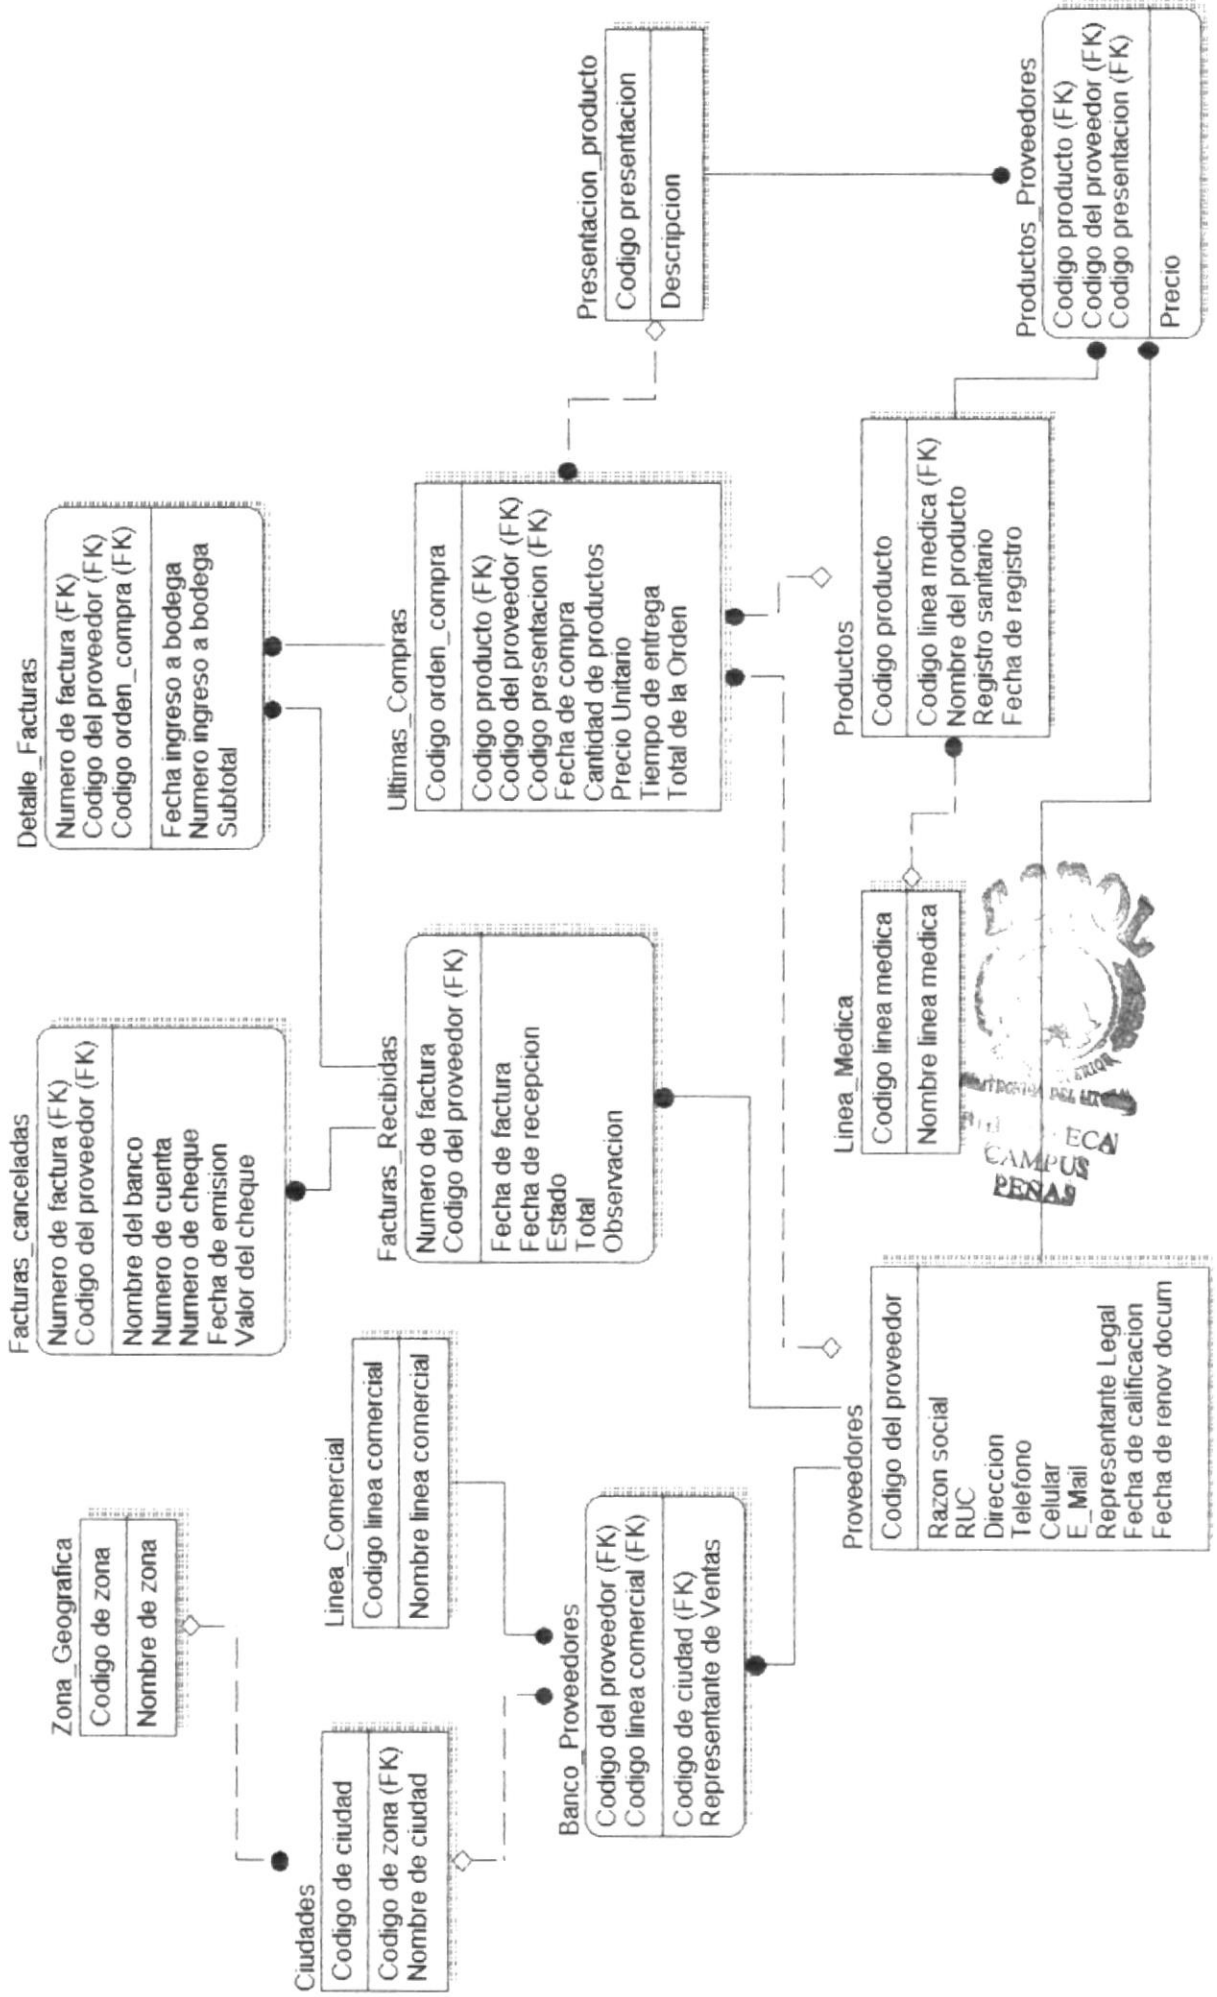 Zona_Geografica
Codigo de zona
Nombre de zona
Facturas_canceladas
Numero de factura (FK)
Codigo del proveedor (FK)
Nombre del banco
Numero de cuenta
Numero de cheque
Fecha de emision
Valor del cheque
Detalle_Facturas
Numero de factura (FK)
Codigo del proveedor (FK)
Codigo orden_compra (FK)
Fecha ingreso a bodega
Numero ingreso a bodega
Subtotal
Ciudades
Codigo de ciudad
Codigo de zona (FK)
Nombre de ciudad
Linea_Comercial
Codigo linea comercial
Nombre linea comercial
Facturas_Recibidas
Numero de factura
Codigo del proveedor (FK)
Fecha de factura
Fecha de recepcion
Estado
Total
Observacion
Ultimas_Compras
Codigo orden_compra
Codigo producto (FK)
Codigo del proveedor (FK)
Codigo presentacion (FK)
Fecha de compra
Cantidad de productos
Precio Unitario
Tiempo de entrega
Total de la Orden
Presentacion_producto
Codigo presentacion
Descripcion
Banco_Proveedores
Codigo del proveedor (FK)
Codigo linea comercial (FK)
Codigo de ciudad (FK)
Representante de Ventas
Proveedores
Codigo del proveedor
Razon social
RUC
Direccion
Telefono
Celular
E_Mail
Representante Legal
Fecha de calificacion
Fecha de renov docum
Linea_Medica
Codigo linea medica
Nombre linea medica
Productos
Codigo producto
Codigo linea medica (FK)
Nombre del producto
Registro sanitario
Fecha de registro
Productos_Proveedores
Codigo producto (FK)
Codigo del proveedor (FK)
Codigo presentacion (FK)
Precio
CAMPUS
PEÑAS